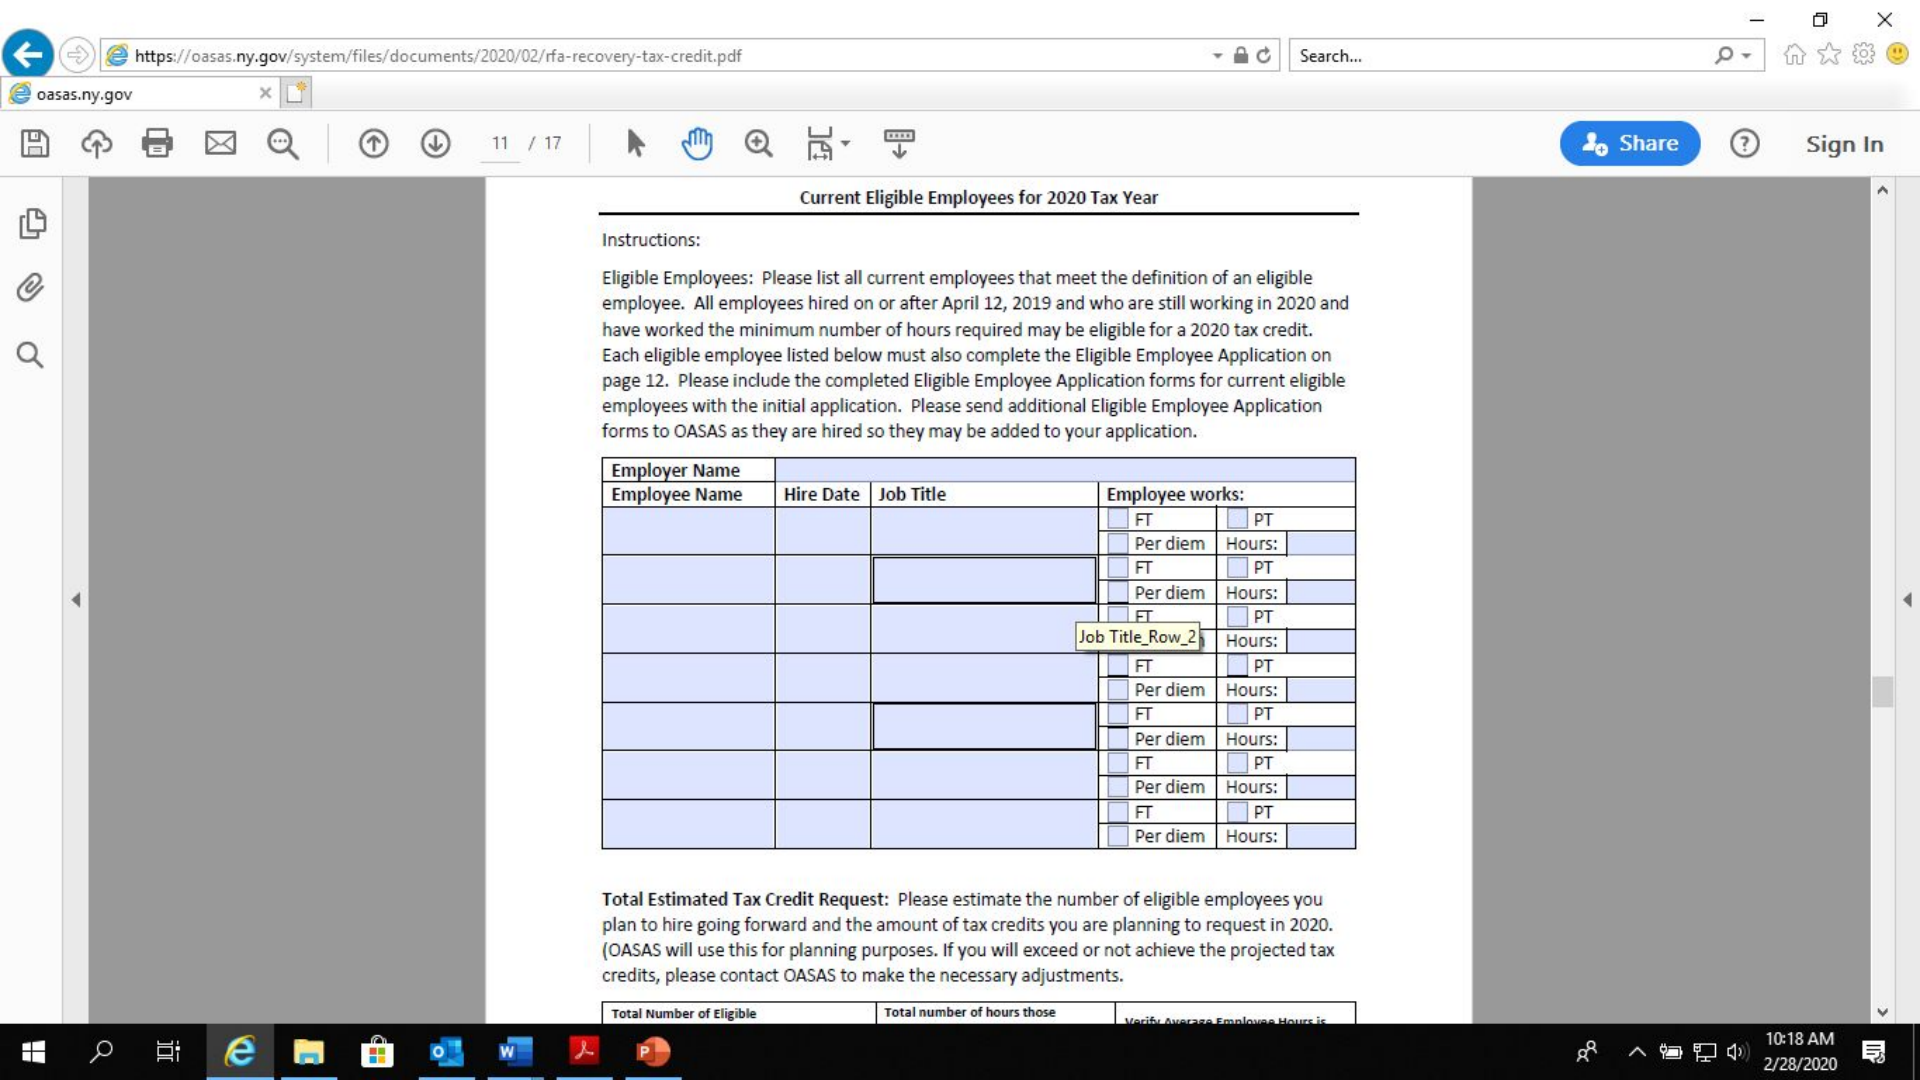 https://oasas.ny.gov/system/files/documents/2020/02/rfa-recovery-tax-credit.pdf
Search...
oasas.ny.gov
11 / 17
Share
Sign In
Current Eligible Employees for 2020 Tax Year
Instructions:
Eligible Employees: Please list all current employees that meet the definition of an eligible
employee. All employees hired on or after April 12, 2019 and who are still working in 2020 and
have worked the minimum number of hours required may be eligible for a 2020 tax credit.
Each eligible employee listed below must also complete the Eligible Employee Application on
page 12. Please include the completed Eligible Employee Application forms for current eligible
employees with the initial application. Please send additional Eligible Employee Application
forms to OASAS as they are hired so they may be added to your application.
Employer Name
Employee Name Hire Date Job Title Employee works:
FT PT
Per diem Hours:
FT PT
Per diem Hours:
FT PT
Job Title_Row_2 Hours:
FT PT
Per diem Hours:
FT PT
Per diem Hours:
FT PT
Per diem Hours:
FT PT
Per diem Hours:
Total Estimated Tax Credit Request: Please estimate the number of eligible employees you
plan to hire going forward and the amount of tax credits you are planning to request in 2020.
(OASAS will use this for planning purposes. If you will exceed or not achieve the projected tax
credits, please contact OASAS to make the necessary adjustments.
Total Number of Eligible Total number of hours those Verify Average Employee Hours is
10:18 AM
2/28/2020